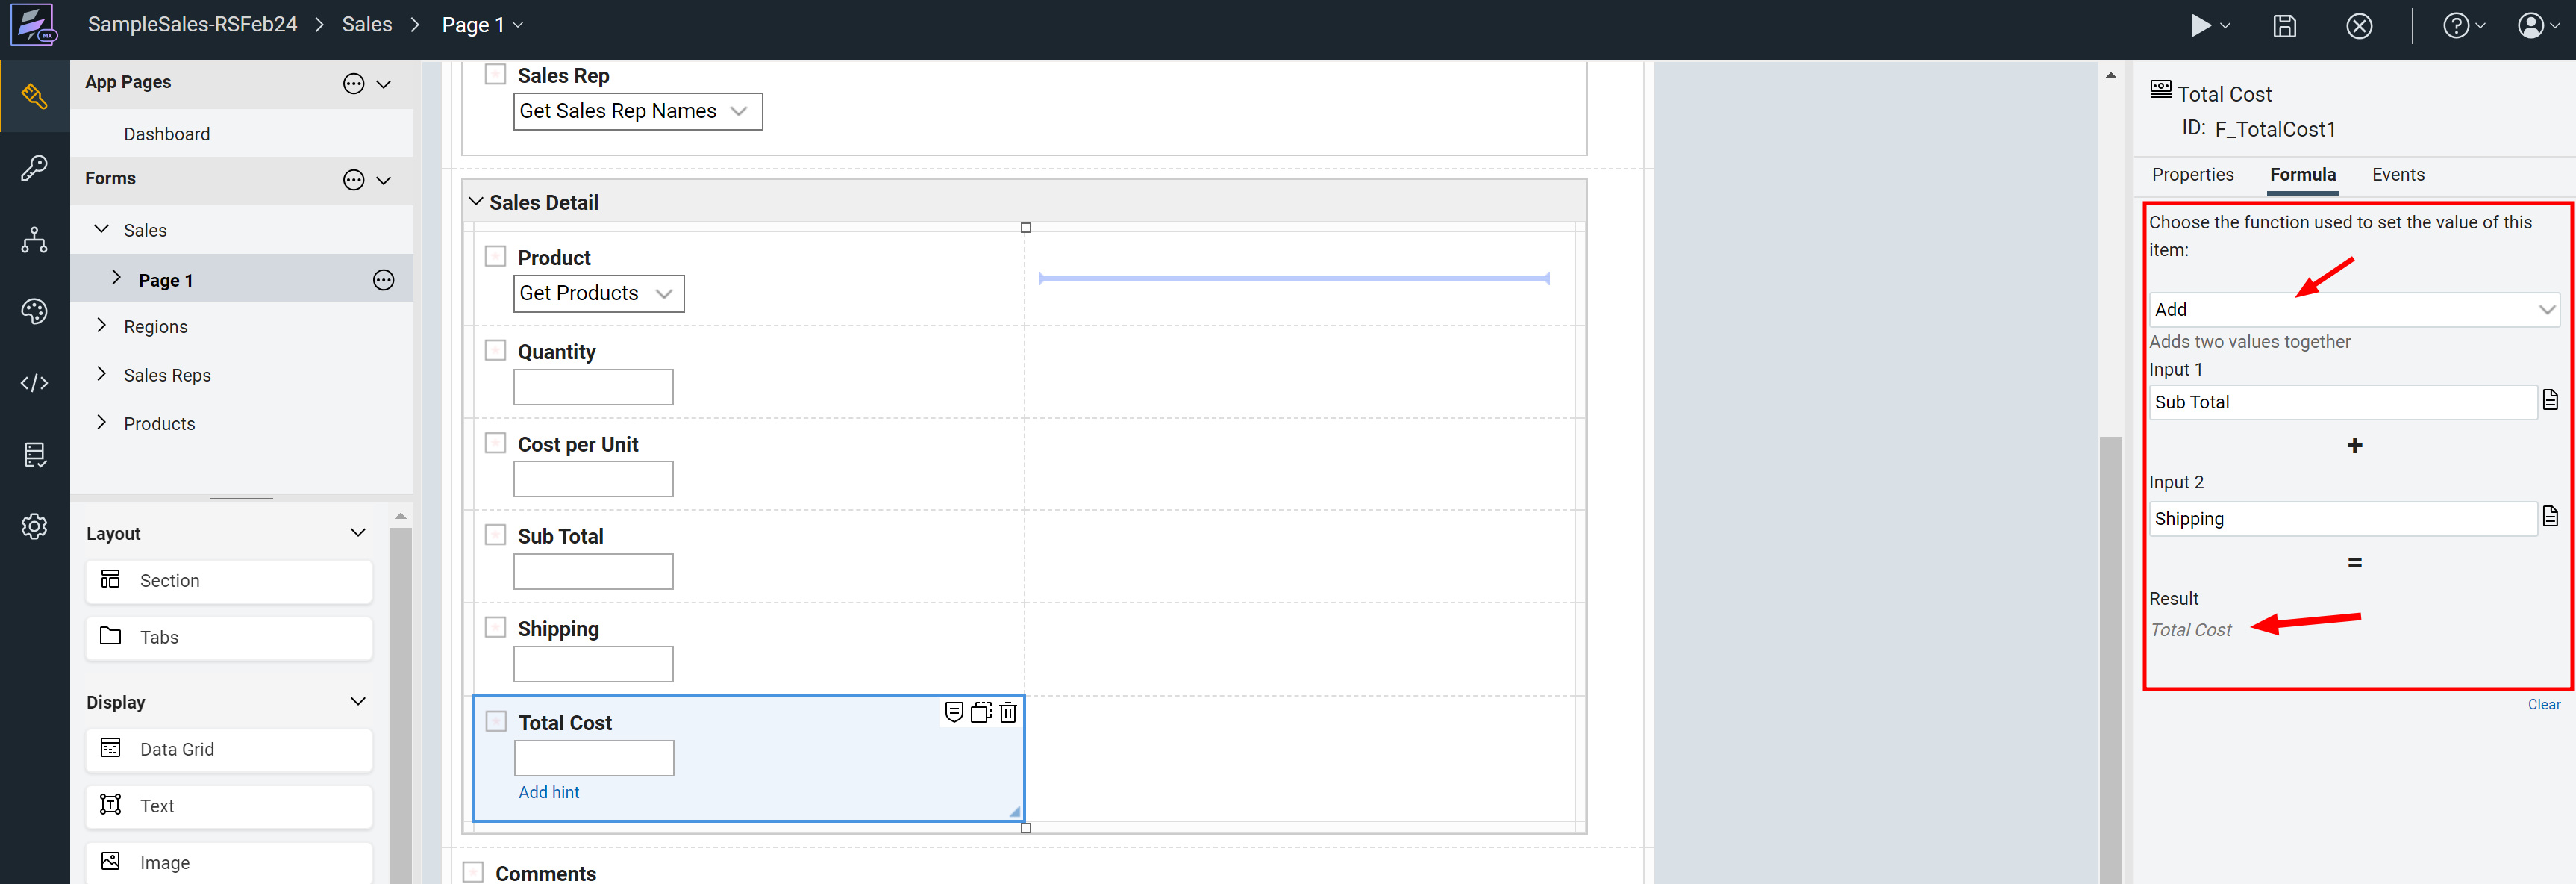 MX
SampleSales-RSFeb24 > Sales > Page 1
App Pages
Dashboard
Forms
Sales
Page 1
Regions
Sales Reps
Products
Layout
Section
Tabs
Display
Data Grid
Text
Image
Sales Rep
Get Sales Rep Names
Sales Detail
Product
Get Products
Quantity
Cost per Unit
Sub Total
Shipping
Total Cost
Add hint
Comments
Total Cost
ID: F_TotalCost1
Properties Formula Events
Choose the function used to set the value of this
item:
Add
Adds two values together
Input 1
Sub Total
+
Input 2
Shipping
=
Result
Total Cost
Clear